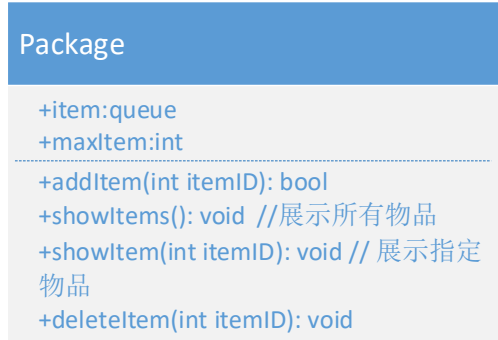 Package
+item:queue
+maxItem:int
+addItem(int itemID): bool
+showItems(): void //展示所有物品
+showItem(int itemID): void // 展示指定
物品
+deleteItem(int itemID): void